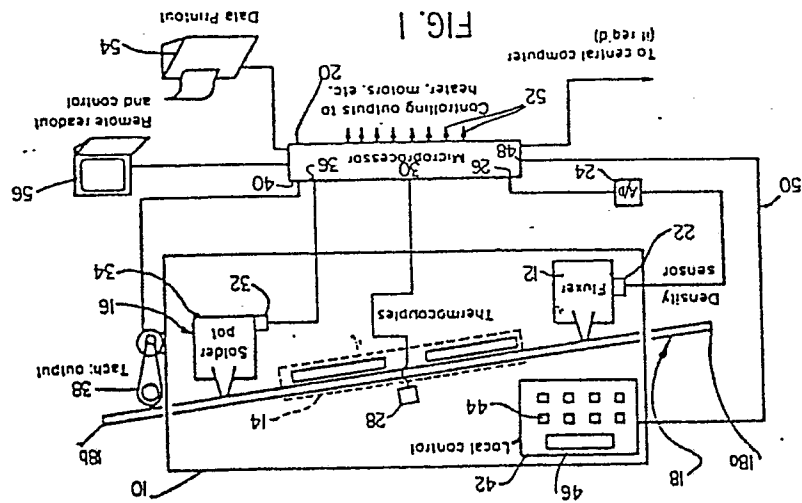 10
46
42
Local control
44
18a
18
18b
28
14
38
Tach; output
Density
sensor
22
Fluxer
12
Thermocouples
Solder
pot
16
34
32
50
24
A/D
26
48
30
36
40
Microprocessor
20
56
52
Controlling outputs to
heater, motors, etc.
Remote readout
and control
54
Data Printout
To central computer
(if req'd)
FIG. 1